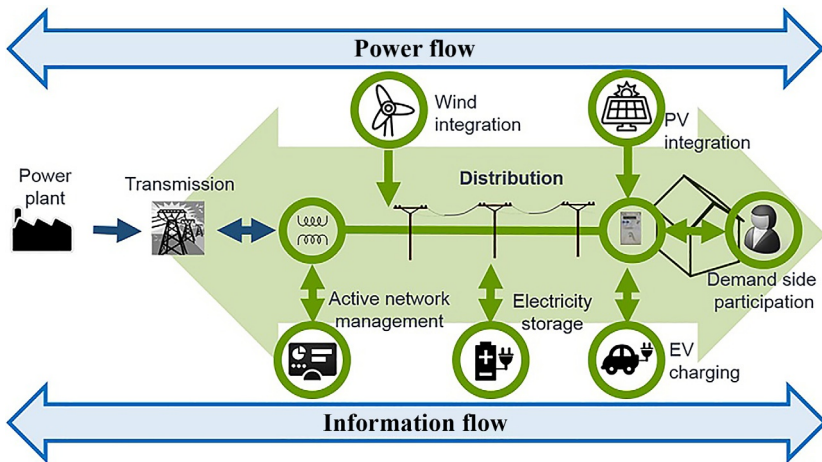 Power flow
Wind
integration
PV
integration
Power
plant
Transmission
Distribution
Active network
management
Electricity
storage
Demand side
participation
EV
charging
Information flow